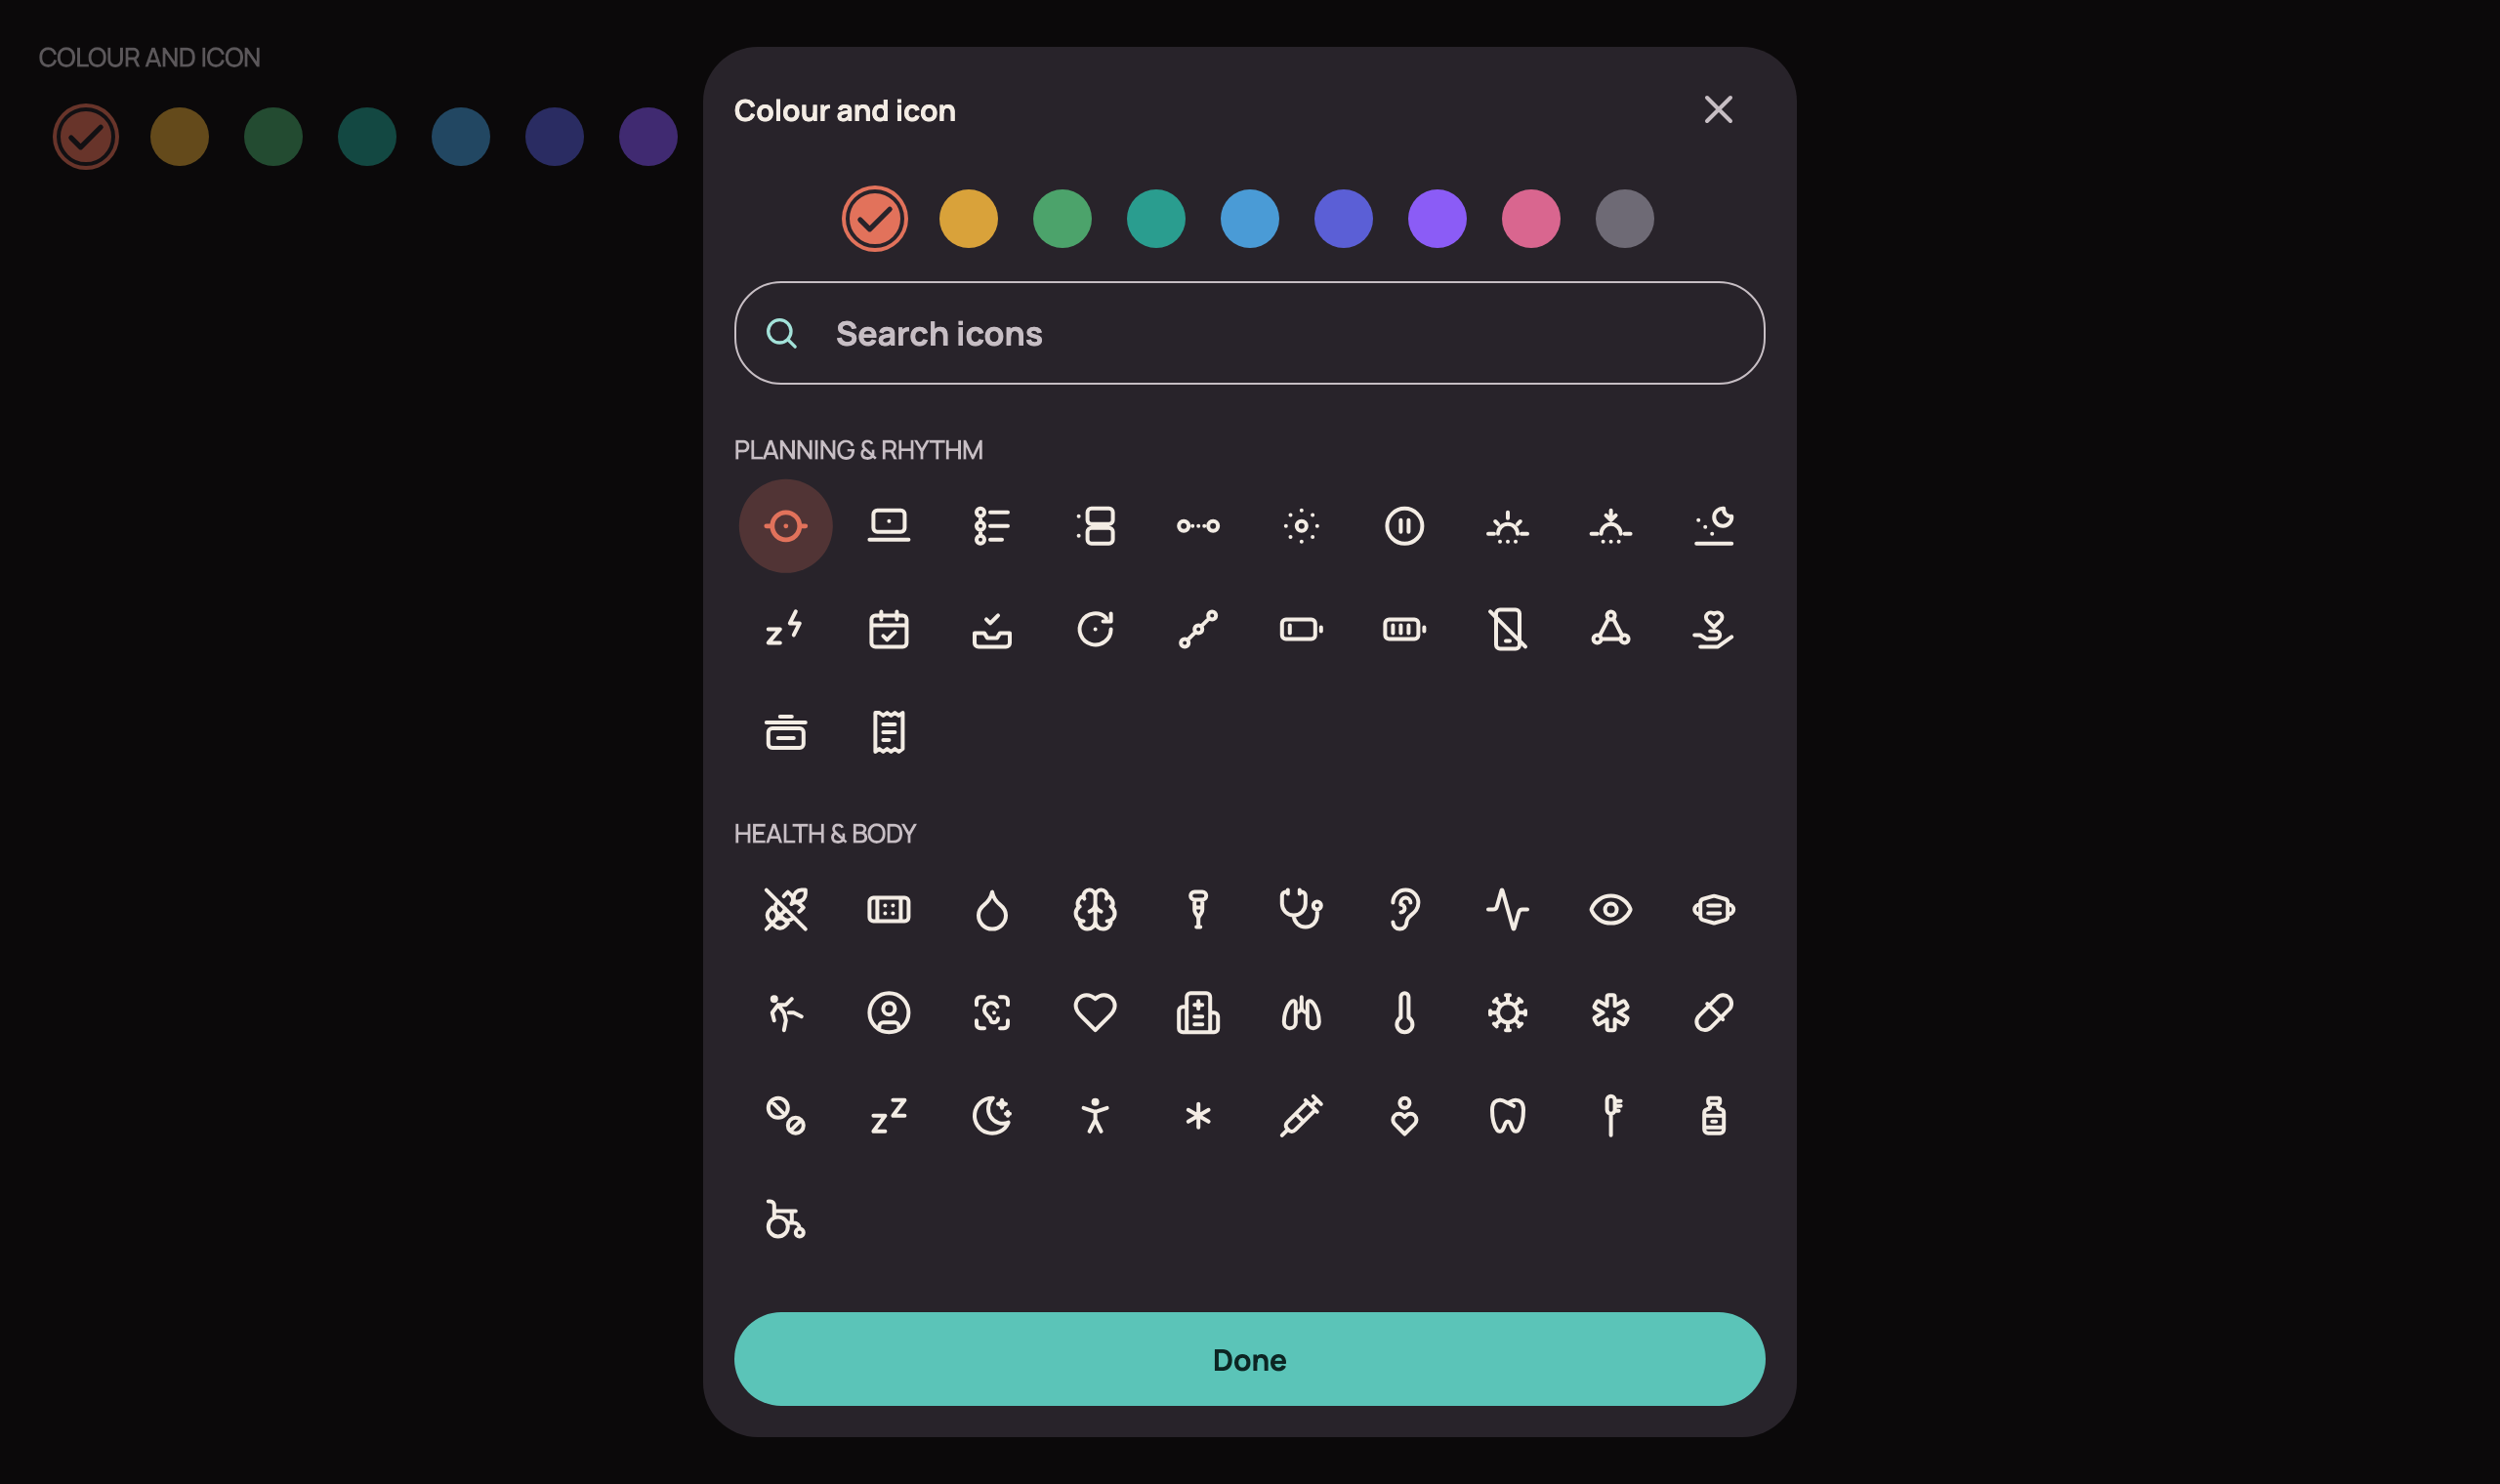 COLOUR AND ICON
Colour and icon
Search icons
PLANNING & RHYTHM
HEALTH & BODY
Done